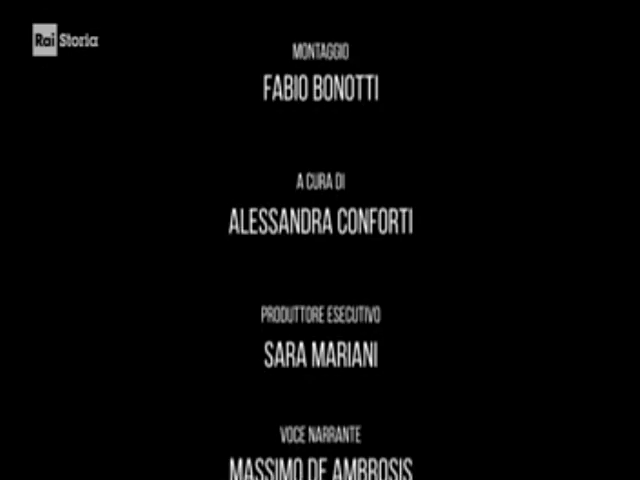 Rai Storia
MONTAGGIO
FABIO BONOTTI
A CURA DI
ALESSANDRA CONFORTI
PRODUTTORE ESECUTIVO
SARA MARIANI
VOCE NARRANTE
MASSIMO DE AMBROSIS